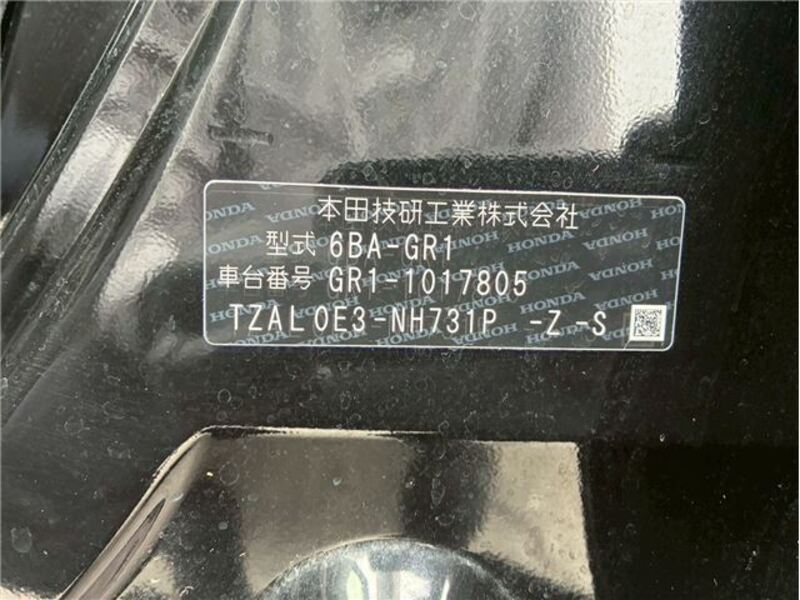 本田技研工業株式会社
型式 6BA-GR1
車台番号 GR1-1017805
TZAL0E3-NH731P -Z-S